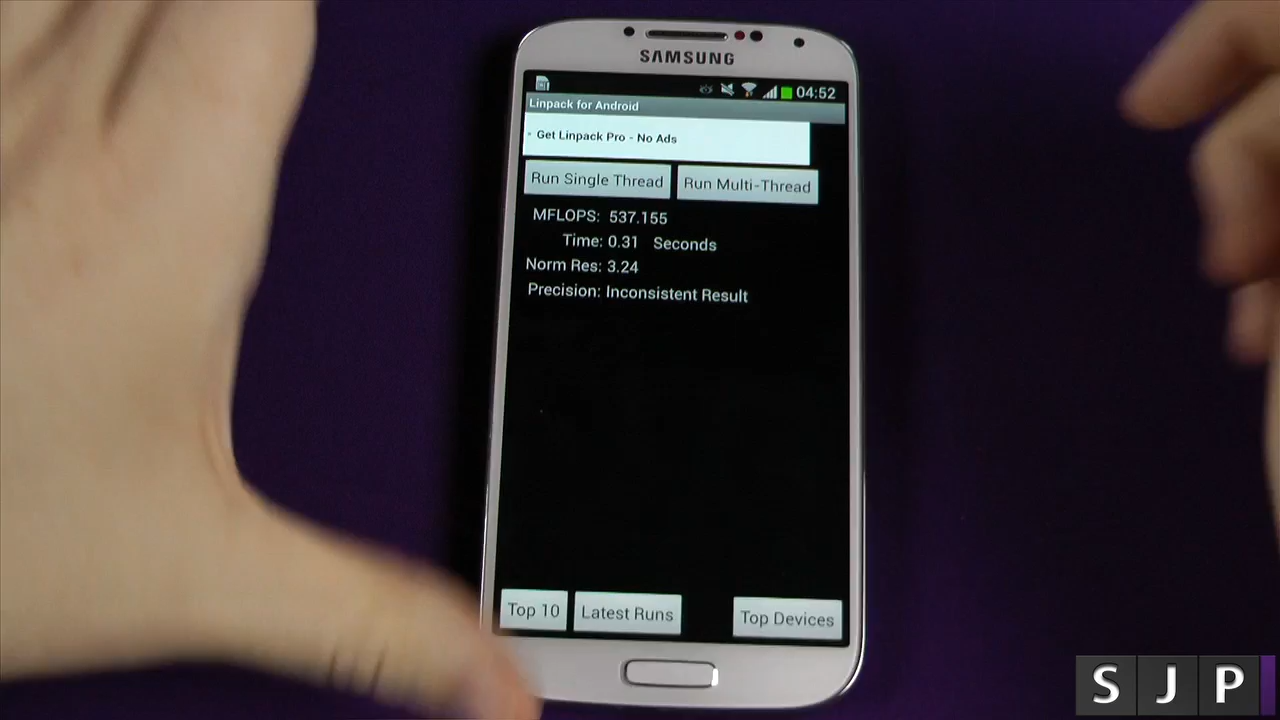 SAMSUNG
04:52
Linpack for Android
- Get Linpack Pro - No Ads
Run Single Thread Run Multi-Thread
MFLOPS: 537.155
Time: 0.31 Seconds
Norm Res: 3.24
Precision: Inconsistent Result
Top 10 Latest Runs Top Devices
SJP